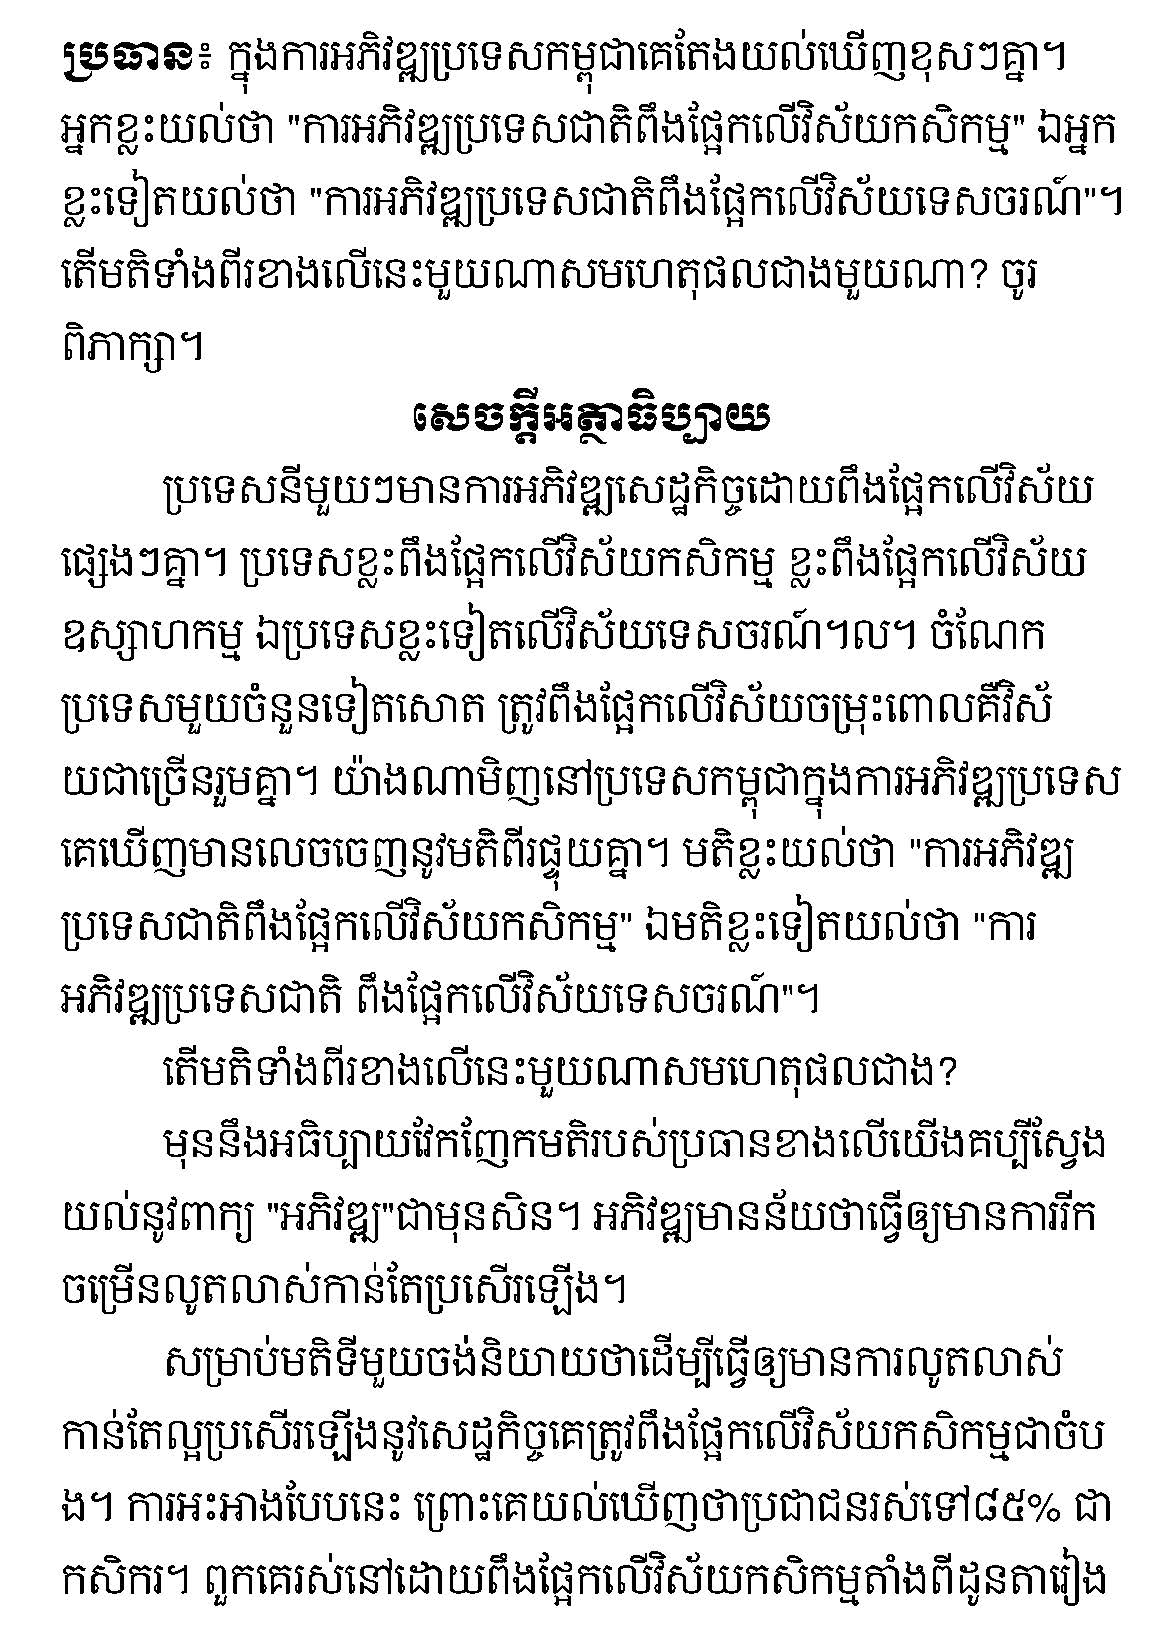 ប្រធាន៖ ក្នុងការអភិវឌ្ឍប្រទេសកម្ពុជាគេតែងយល់ឃើញខុសៗគ្នា។
អ្នកខ្លះយល់ថា "ការអភិវឌ្ឍប្រទេសជាតិពឹងផ្អែកលើវិស័យកសិកម្ម" ឯអ្នក
ខ្លះទៀតយល់ថា "ការអភិវឌ្ឍប្រទេសជាតិពឹងផ្អែកលើវិស័យទេសចរណ៍"។
តើមតិទាំងពីរខាងលើនេះមួយណាសមហេតុផលជាងមួយណា? ចូរ
ពិភាក្សា។
សេចក្តីអត្ថាធិប្បាយ
ប្រទេសនីមួយៗមានការអភិវឌ្ឍសេដ្ឋកិច្ចដោយពឹងផ្អែកលើវិស័យ
ផ្សេងៗគ្នា។ ប្រទេសខ្លះពឹងផ្អែកលើវិស័យកសិកម្ម ខ្លះពឹងផ្អែកលើវិស័យ
ឧស្សាហកម្ម ឯប្រទេសខ្លះទៀតលើវិស័យទេសចរណ៍។ល។ ចំណែក
ប្រទេសមួយចំនួនទៀតសោត ត្រូវពឹងផ្អែកលើវិស័យចម្រុះពោលគឺវិស័
យជាច្រើនរួមគ្នា។ យ៉ាងណាមិញនៅប្រទេសកម្ពុជាក្នុងការអភិវឌ្ឍប្រទេស
គេឃើញមានលេចចេញនូវមតិពីរផ្ទុយគ្នា។ មតិខ្លះយល់ថា "ការអភិវឌ្ឍ
ប្រទេសជាតិពឹងផ្អែកលើវិស័យកសិកម្ម" ឯមតិខ្លះទៀតយល់ថា "ការ
អភិវឌ្ឍប្រទេសជាតិ ពឹងផ្អែកលើវិស័យទេសចរណ៍"។
តើមតិទាំងពីរខាងលើនេះមួយណាសមហេតុផលជាង?
មុននឹងអធិប្បាយវែកញែកមតិរបស់ប្រធានខាងលើយើងគប្បីស្វែង
យល់នូវពាក្យ "អភិវឌ្ឍ"ជាមុនសិន។ អភិវឌ្ឍមានន័យថាធ្វើឲ្យមានការរីក
ចម្រើនលូតលាស់កាន់តែប្រសើរឡើង។
សម្រាប់មតិទីមួយចង់និយាយថាដើម្បីធ្វើឲ្យមានការលូតលាស់
កាន់តែល្អប្រសើរឡើងនូវសេដ្ឋកិច្ចគេត្រូវពឹងផ្អែកលើវិស័យកសិកម្មជាចំប
ង។ ការអះអាងបែបនេះ ព្រោះគេយល់ឃើញថាប្រជាជនរស់ទៅ៨៥% ជា
កសិករ។ ពួកគេរស់នៅដោយពឹងផ្អែកលើវិស័យកសិកម្មតាំងពីដូនតារៀង